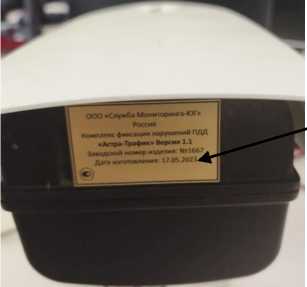 ООО «Служба Мониторинга-ЮГ»
Россия
Комплекс фиксации нарушений ПДД
«Астра-Трафик» Версия 1.1
Заводской номер изделия: №1667
Дата изготовления: 17.05.2023